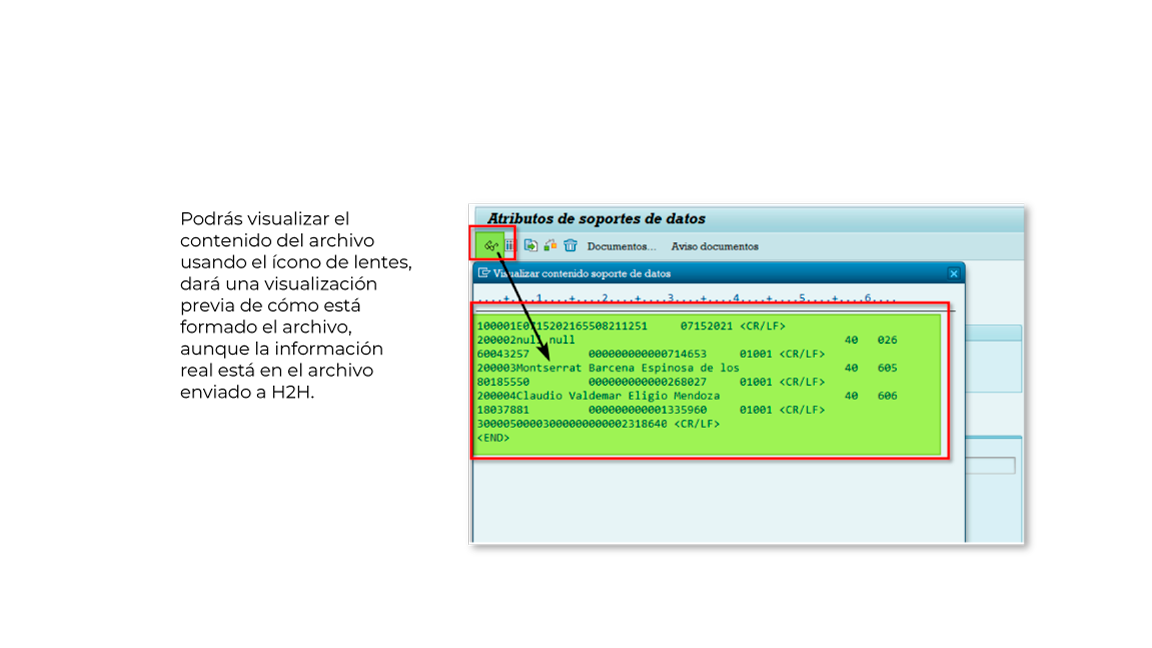 Podrás visualizar el
contenido del archivo
usando el ícono de lentes,
dará una visualización
previa de cómo está
formado el archivo,
aunque la información
real está en el archivo
enviado a H2H.
Atributos de soportes de datos
Documentos... Aviso documentos
Visualizar contenido soporte de datos
....+....1....+....2....+....3....+....4....+....5....+....6....
100001E0715202165508211251 07152021 <CR/LF>
200002null null 40 026
60043257 000000000000714653 01001 <CR/LF>
200003Montserrat Barcena Espinosa de los 40 605
80185550 000000000000268027 01001 <CR/LF>
200004Claudio Valdemar Eligio Mendoza 40 606
18037881 000000000001335960 01001 <CR/LF>
300005000030000000000002318640 <CR/LF>
<END>